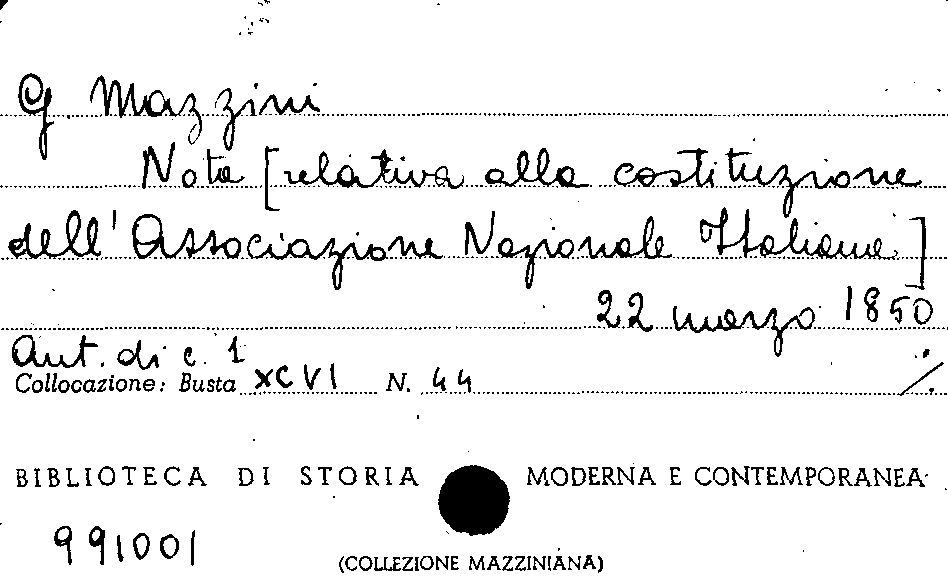 G. Mazzini
Nota [relativa alla costituzione
dell'Associazione Nazionale Italiana]
22 marzo 1850
Aut. di c. 1
Collocazione: Busta XCVI N. 44 ./.
BIBLIOTECA DI STORIA MODERNA E CONTEMPORANEA
991001
(COLLEZIONE MAZZINIANA)